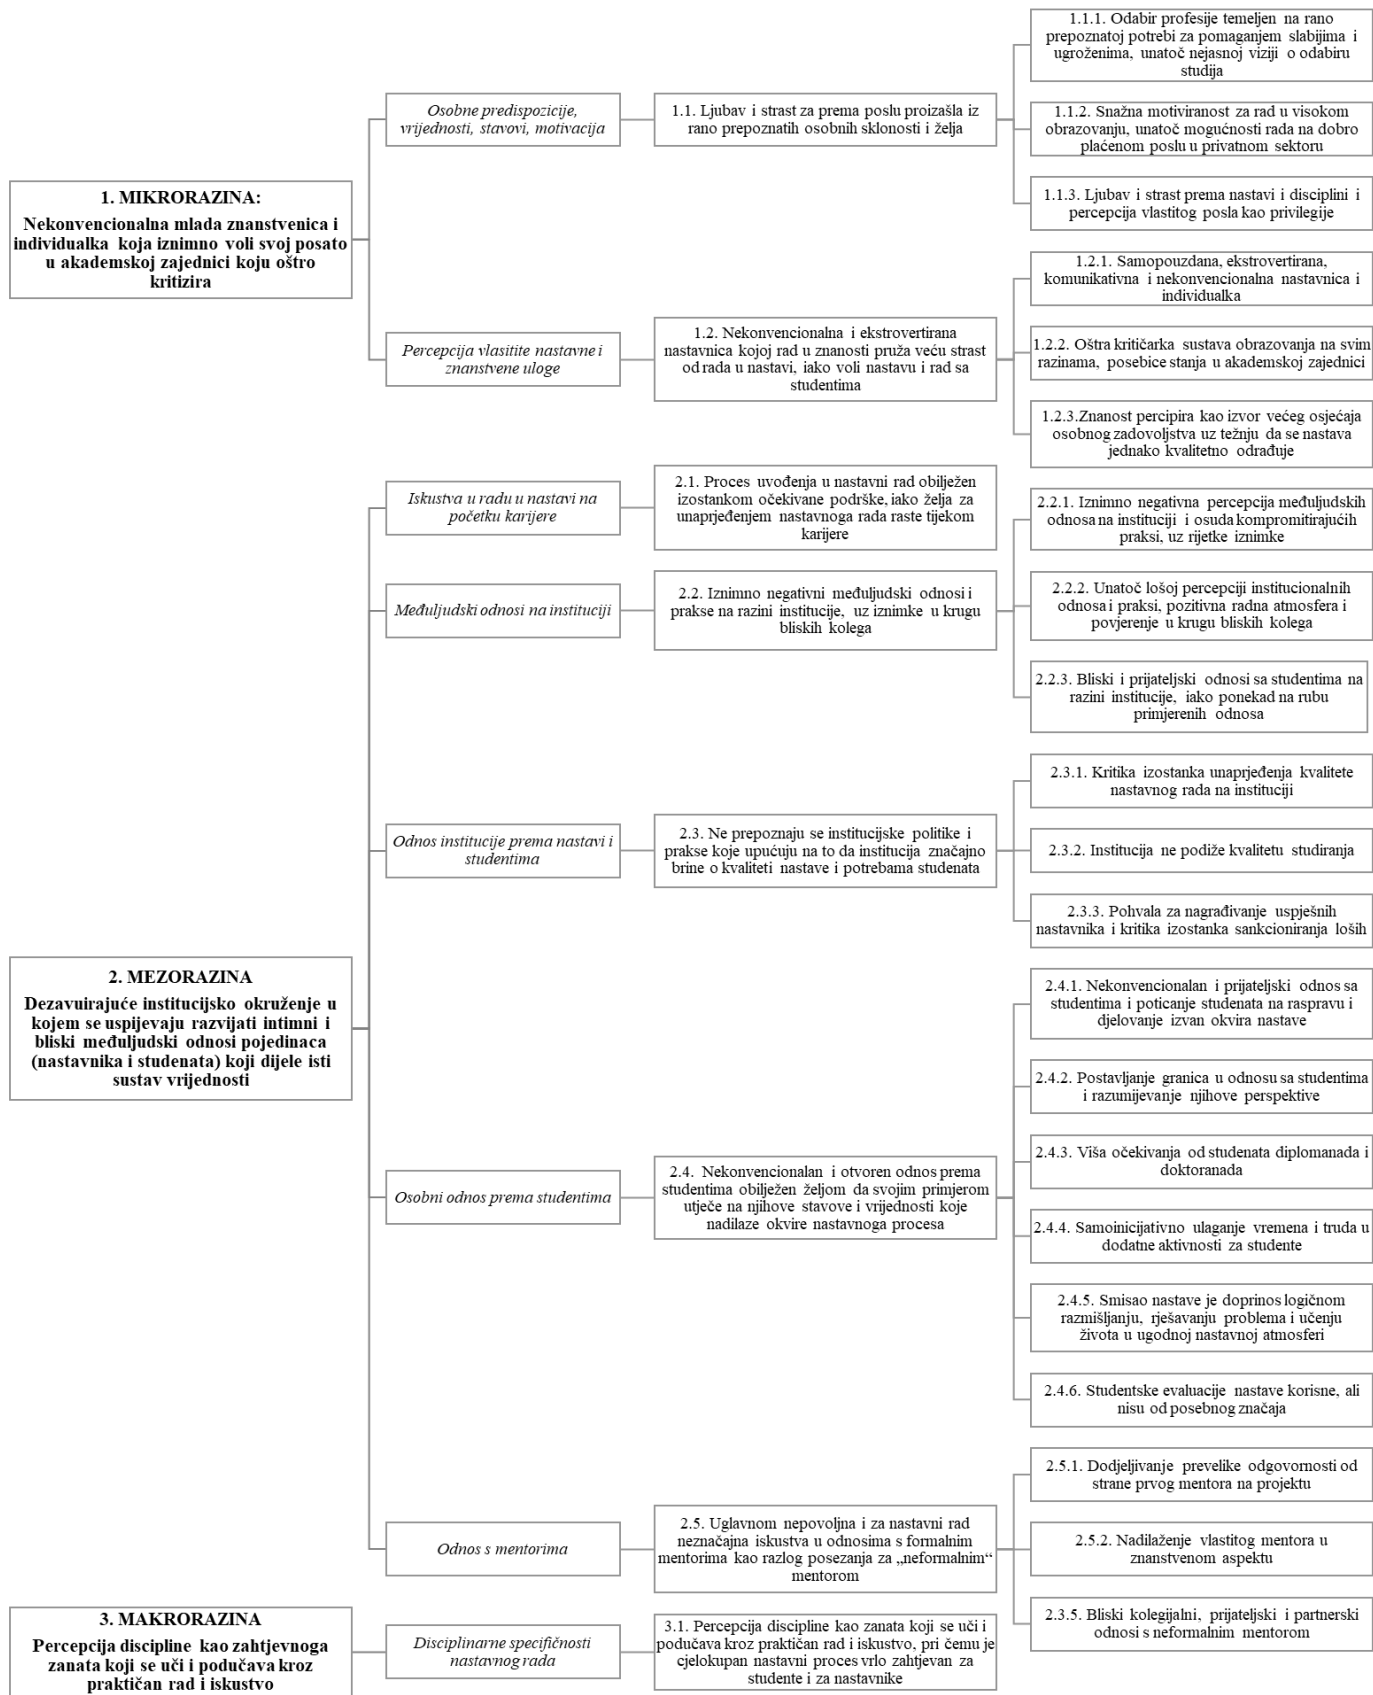 1. MIKRORAZINA:
Nekonvencionalna mlada znanstvenica i
individualka koja iznimno voli svoj posato
u akademskoj zajednici koju oštro
kritizira
Osobne predispozicije,
vrijednosti, stavovi, motivacija
1.1. Ljubav i strast za prema poslu proizašla iz
rano prepoznatih osobnih sklonosti i želja
1.1.1. Odabir profesije temeljen na rano
prepoznatoj potrebi za pomaganjem slabijima i
ugroženima, unatoč nejasnoj viziji o odabiru
studija
1.1.2. Snažna motiviranost za rad u visokom
obrazovanju, unatoč mogućnosti rada na dobro
plaćenom poslu u privatnom sektoru
1.1.3. Ljubav i strast prema nastavi i disciplini i
percepcija vlastitog posla kao privilegije
Percepcija vlasitite nastavne i
znanstvene uloge
1.2. Nekonvencionalna i ekstrovertirana
nastavnica kojoj rad u znanosti pruža veću strast
od rada u nastavi, iako voli nastavu i rad sa
studentima
1.2.1. Samopouzdana, ekstrovertirana,
komunikativna i nekonvencionalna nastavnica i
individualka
1.2.2. Oštra kritičarka sustava obrazovanja na svim
razinama, posebice stanja u akademskoj zajednici
1.2.3.Znanost percipira kao izvor većeg osjećaja
osobnog zadovoljstva uz težnju da se nastava
jednako kvalitetno odrađuje
2. MEZORAZINA
Dezavuirajuće institucijsko okruženje u
kojem se uspijevaju razvijati intimni i
bliski međuljudski odnosi pojedinaca
(nastavnika i studenata) koji dijele isti
sustav vrijednosti
Iskustva u radu u nastavi na
početku karijere
2.1. Proces uvođenja u nastavni rad obilježen
izostankom očekivane podrške, iako želja za
unaprjeđenjem nastavnoga rada raste tijekom
karijere
Međuljudski odnosi na instituciji
2.2. Iznimno negativni međuljudski odnosi i
prakse na razini institucije, uz iznimke u krugu
bliskih kolega
2.2.1. Iznimno negativna percepcija međuljudskih
odnosa na instituciji i osuda kompromitirajućih
praksi, uz rijetke iznimke
2.2.2. Unatoč lošoj percepciji institucionalnih
odnosa i praksi, pozitivna radna atmosfera i
povjerenje u krugu bliskih kolega
2.2.3. Bliski i prijateljski odnosi sa studentima na
razini institucije, iako ponekad na rubu
primjerenih odnosa
Odnos institucije prema nastavi i
studentima
2.3. Ne prepoznaju se institucijske politike i
prakse koje upućuju na to da institucija značajno
brine o kvaliteti nastave i potrebama studenata
2.3.1. Kritika izostanka unaprjeđenja kvalitete
nastavnog rada na instituciji
2.3.2. Institucija ne podiže kvalitetu studiranja
2.3.3. Pohvala za nagrađivanje uspješnih
nastavnika i kritika izostanka sankcioniranja loših
Osobni odnos prema studentima
2.4. Nekonvencionalan i otvoren odnos prema
studentima obilježen željom da svojim primjerom
utječe na njihove stavove i vrijednosti koje
nadilaze okvire nastavnoga procesa
2.4.1. Nekonvencionalan i prijateljski odnos sa
studentima i poticanje studenata na raspravu i
djelovanje izvan okvira nastave
2.4.2. Postavljanje granica u odnosu sa studentima
i razumijevanje njihove perspektive
2.4.3. Viša očekivanja od studenata diplomanada i
doktoranada
2.4.4. Samoinicijativno ulaganje vremena i truda u
dodatne aktivnosti za studente
2.4.5. Smisao nastave je doprinos logičnom
razmišljanju, rješavanju problema i učenju
života u ugodnoj nastavnoj atmosferi
2.4.6. Studentske evaluacije nastave korisne, ali
nisu od posebnog značaja
Odnos s mentorima
2.5. Uglavnom nepovoljna i za nastavni rad
neznačajna iskustva u odnosima s formalnim
mentorima kao razlog posezanja za „neformalnim“
mentorom
2.5.1. Dodjeljivanje prevelike odgovornosti od
strane prvog mentora na projektu
2.5.2. Nadilaženje vlastitog mentora u
znanstvenom aspektu
2.3.5. Bliski kolegijalni, prijateljski i partnerski
odnosi s neformalnim mentorom
3. MAKRORAZINA
Percepcija discipline kao zahtjevnoga
zanata koji se uči i podučava kroz
praktičan rad i iskustvo
Disciplinarne specifičnosti
nastavnog rada
3.1. Percepcija discipline kao zanata koji se uči i
podučava kroz praktičan rad i iskustvo, pri čemu je
cjelokupan nastavni proces vrlo zahtjevan za
studente i za nastavnike